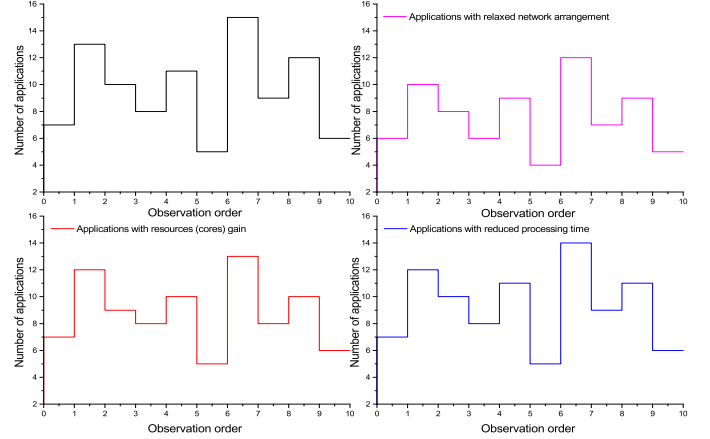 16
14
12
10
8
6
4
2
Number of applications
0 1 2 3 4 5 6 7 8 9 10
Observation order
16
14
12
10
8
6
4
2
Number of applications
Applications with relaxed network arrangement
0 1 2 3 4 5 6 7 8 9 10
Observation order
16
14
12
10
8
6
4
2
Number of applications
Applications with resources (cores) gain
0 1 2 3 4 5 6 7 8 9 10
Observation order
16
14
12
10
8
6
4
2
Number of applications
Applications with reduced processing time
0 1 2 3 4 5 6 7 8 9 10
Observation order